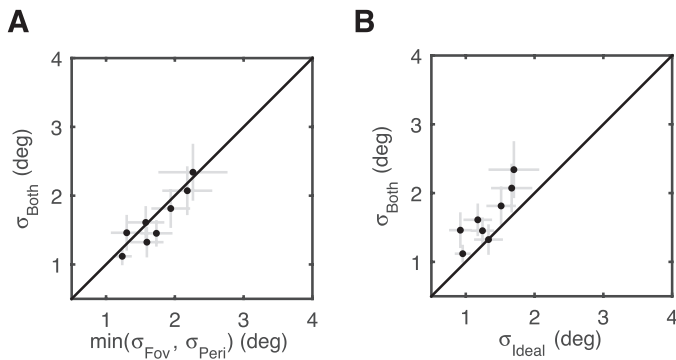 A
4
3
2
1
σBoth (deg)
1 2 3 4
min(σFov , σPeri) (deg)
B
4
3
2
1
σBoth (deg)
1 2 3 4
σIdeal (deg)